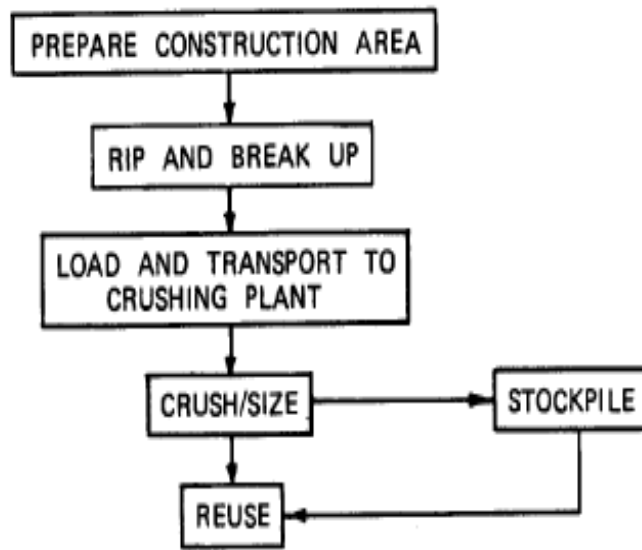 PREPARE CONSTRUCTION AREA
RIP AND BREAK UP
LOAD AND TRANSPORT TO
CRUSHING PLANT
CRUSH/SIZE
STOCKPILE
REUSE